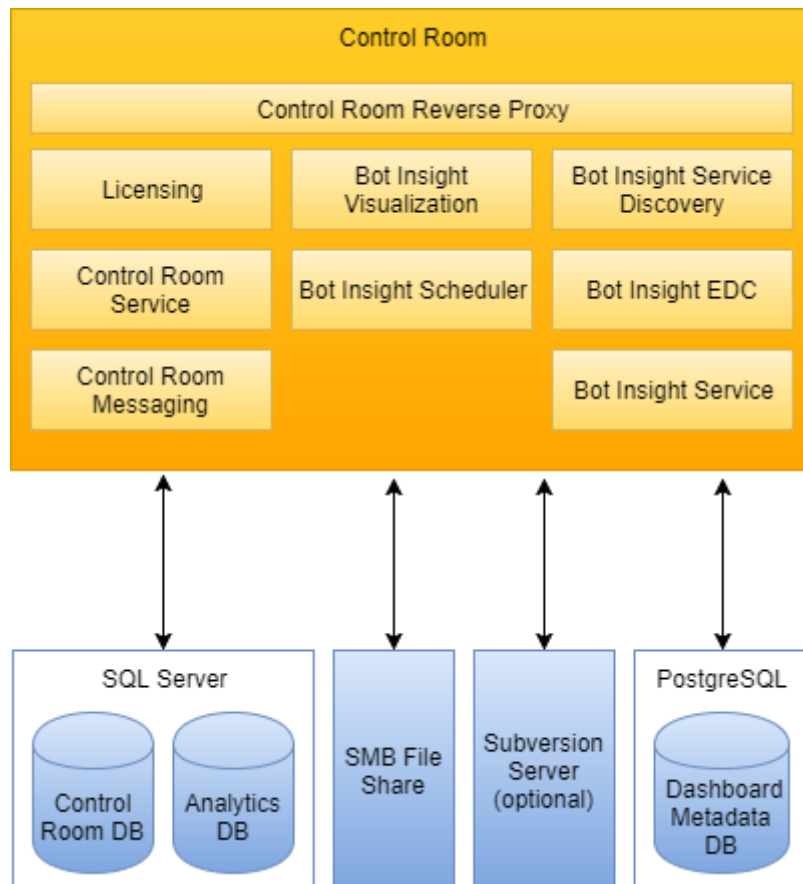 Control Room
Control Room Reverse Proxy
Licensing
Bot Insight
Visualization
Bot Insight Service
Discovery
Control Room
Service
Bot Insight Scheduler
Bot Insight EDC
Control Room
Messaging
Bot Insight Service
SQL Server
Control
Room DB
Analytics
DB
SMB File
Share
Subversion
Server
(optional)
PostgreSQL
Dashboard
Metadata
DB